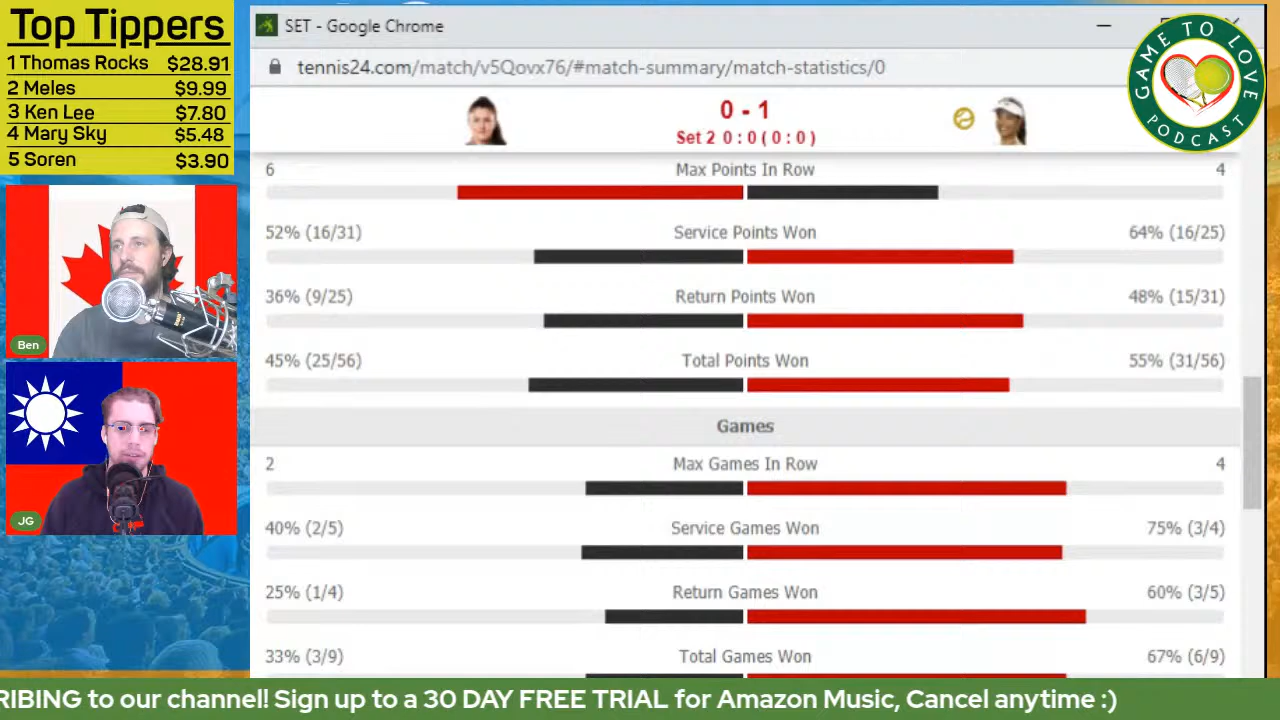 Top Tippers
1 Thomas Rocks $28.91
2 Meles $9.99
3 Ken Lee $7.80
4 Mary Sky $5.48
5 Soren $3.90
Ben
JG
SET - Google Chrome
tennis24.com/match/v5Qovx76/#match-summary/match-statistics/0
0 - 1
Set 2 0 : 0 ( 0 : 0 )
6 Max Points In Row 4
52% (16/31) Service Points Won 64% (16/25)
36% (9/25) Return Points Won 48% (15/31)
45% (25/56) Total Points Won 55% (31/56)
Games
2 Max Games In Row 4
40% (2/5) Service Games Won 75% (3/4)
25% (1/4) Return Games Won 60% (3/5)
33% (3/9) Total Games Won 67% (6/9)
GAME TO LOVE
PODCAST
RIBING to our channel! Sign up to a 30 DAY FREE TRIAL for Amazon Music, Cancel anytime :)